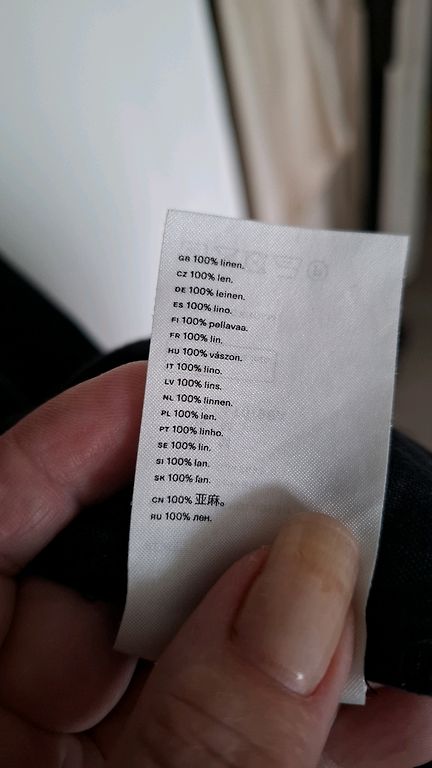 GB 100% linen.
CZ 100% len.
DE 100% leinen.
ES 100% lino.
FI 100% pellavaa.
FR 100% lin.
HU 100% vászon.
IT 100% lino.
LV 100% lins.
NL 100% linnen.
PL 100% len.
PT 100% linho.
SE 100% lin.
SI 100% lan.
SK 100% ľan.
CN 100% 亚麻。
RU 100% лен.